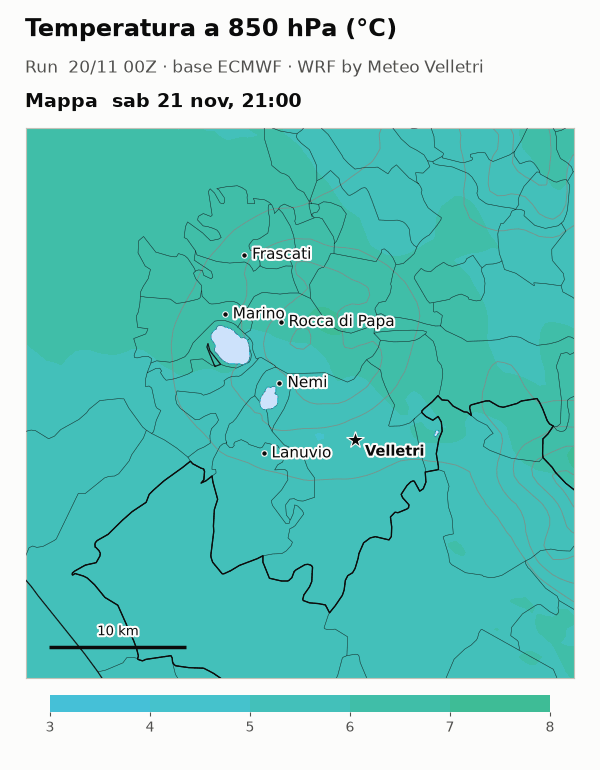 Temperatura a 850 hPa (°C)
Run  20/11 00Z · base ECMWF · WRF by Meteo Velletri
Mappa  sab 21 nov, 21:00
Frascati
Marino
Rocca di Papa
Nemi
Velletri
Lanuvio
10 km
3 4 5 6 7 8